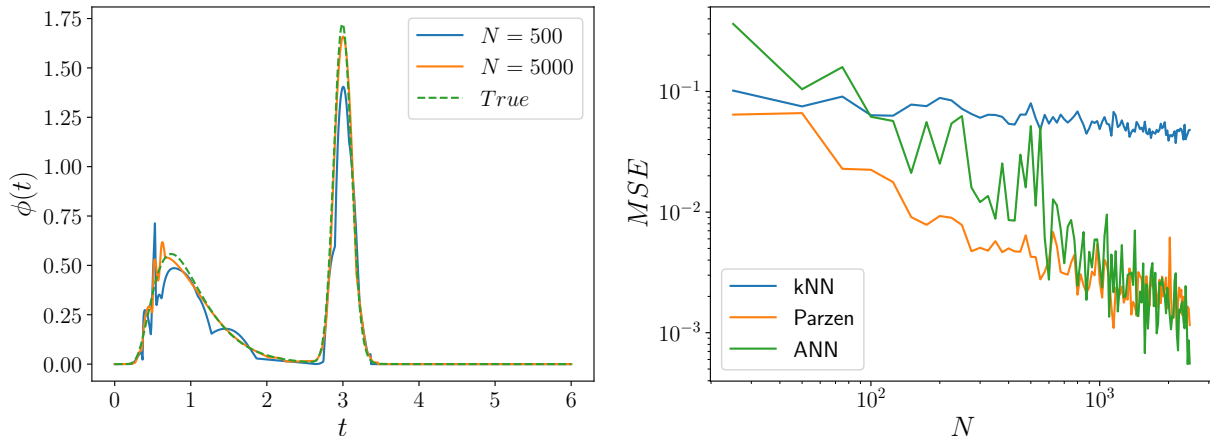 1.75
1.50
1.25
1.00
0.75
0.50
0.25
0.00
ϕ(t)
0 1 2 3 4 5 6
t
N = 500
N = 5000
True
10⁻¹
10⁻²
10⁻³
MSE
10² 10³
N
kNN
Parzen
ANN